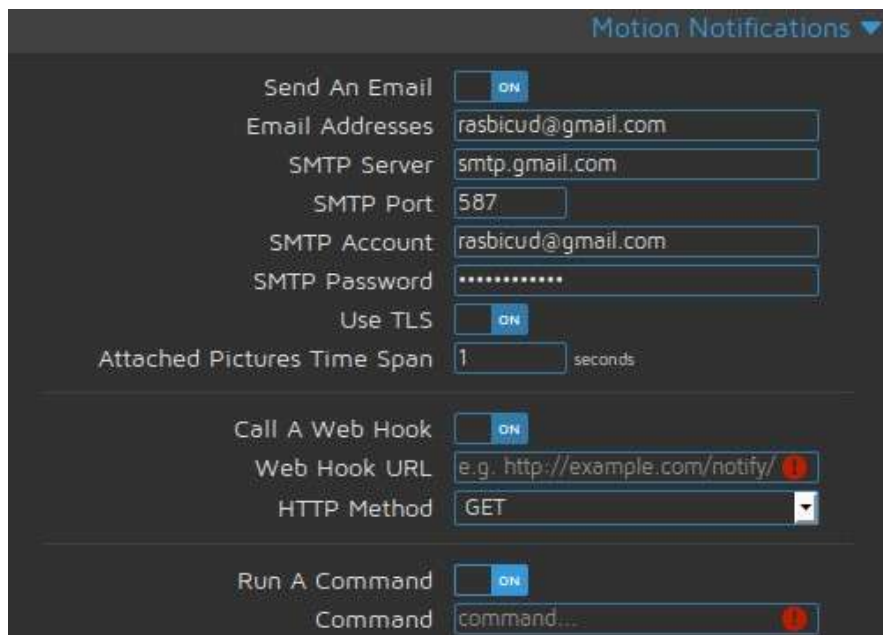 Motion Notifications
Send An Email ON
Email Addresses rasbicud@gmail.com
SMTP Server smtp.gmail.com
SMTP Port 587
SMTP Account rasbicud@gmail.com
SMTP Password ••••••••••••
Use TLS ON
Attached Pictures Time Span 1 seconds
Call A Web Hook ON
Web Hook URL e.g. http://example.com/notify/ !
HTTP Method GET
Run A Command ON
Command command... !